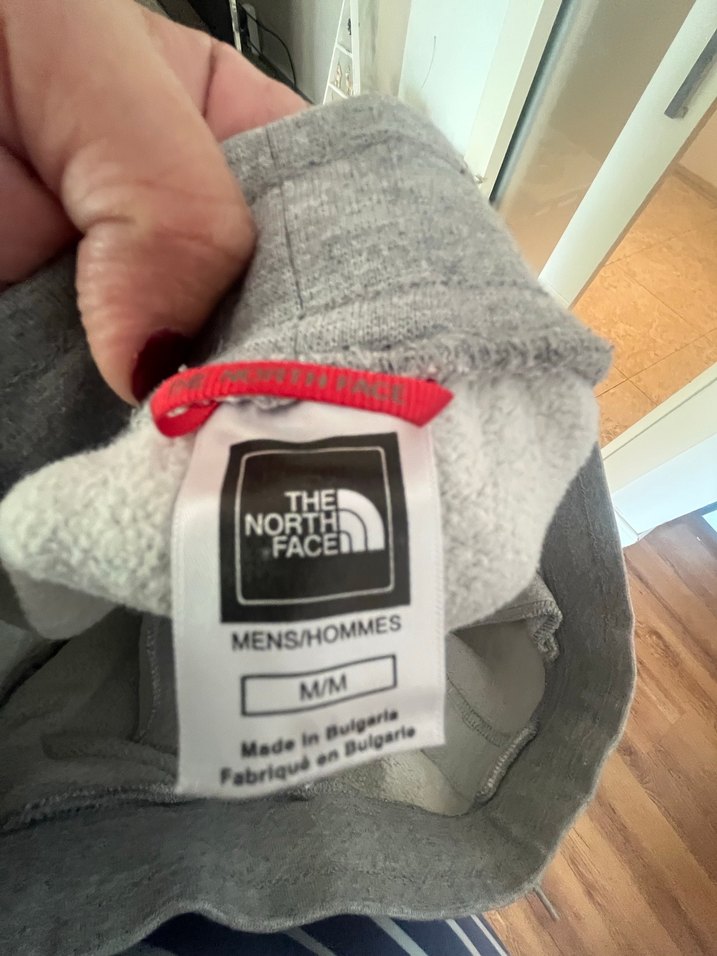 THE NORTH FACE
THE
NORTH
FACE
MENS/HOMMES
M/M
Made in Bulgaria
Fabriqué en Bulgarie